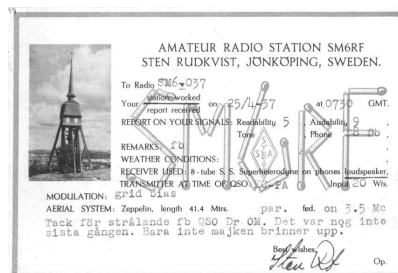 AMATEUR RADIO STATION SM6RF
STEN RUDKVIST, JÖNKÖPING, SWEDEN.
To Radio SM6-037
Your station worked
report received on 25/4-37 at 0730 GMT.
REPORT ON YOUR SIGNALS: Readability 5, Audability 9
Tone Phone
REMARKS: fb
WEATHER CONDITIONS:
RECEIVER USED: 8-tube S. S. Superheterodyne on phones loudspeaker,
TRANSMITTER AT TIME OF QSO Input 20 Wts.
MODULATION: grid bias
AERIAL SYSTEM: Zeppelin, length 41.4 Mtrs. par. fed. on 3.5 Mc
Tack för strålande fb QSO Dr OM. Det var nog inte
sista gången. Bara inte majken brinner upp.
Best wishes,
Sten
Op.
SM6RF